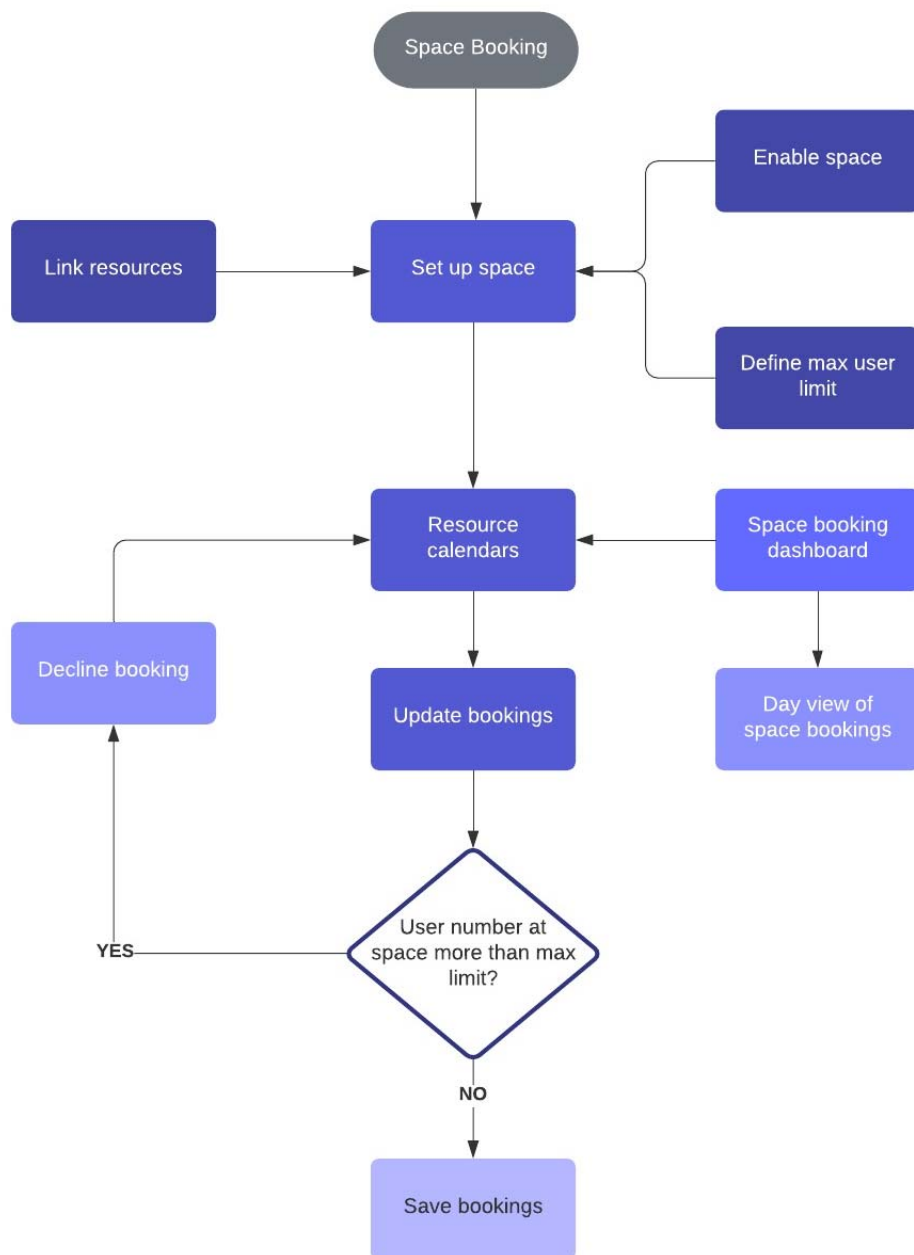 Space Booking
Enable space
Link resources
Set up space
Define max user
limit
Resource
calendars
Space booking
dashboard
Decline booking
Update bookings
Day view of
space bookings
User number at
space more than max
limit?
YES
NO
Save bookings